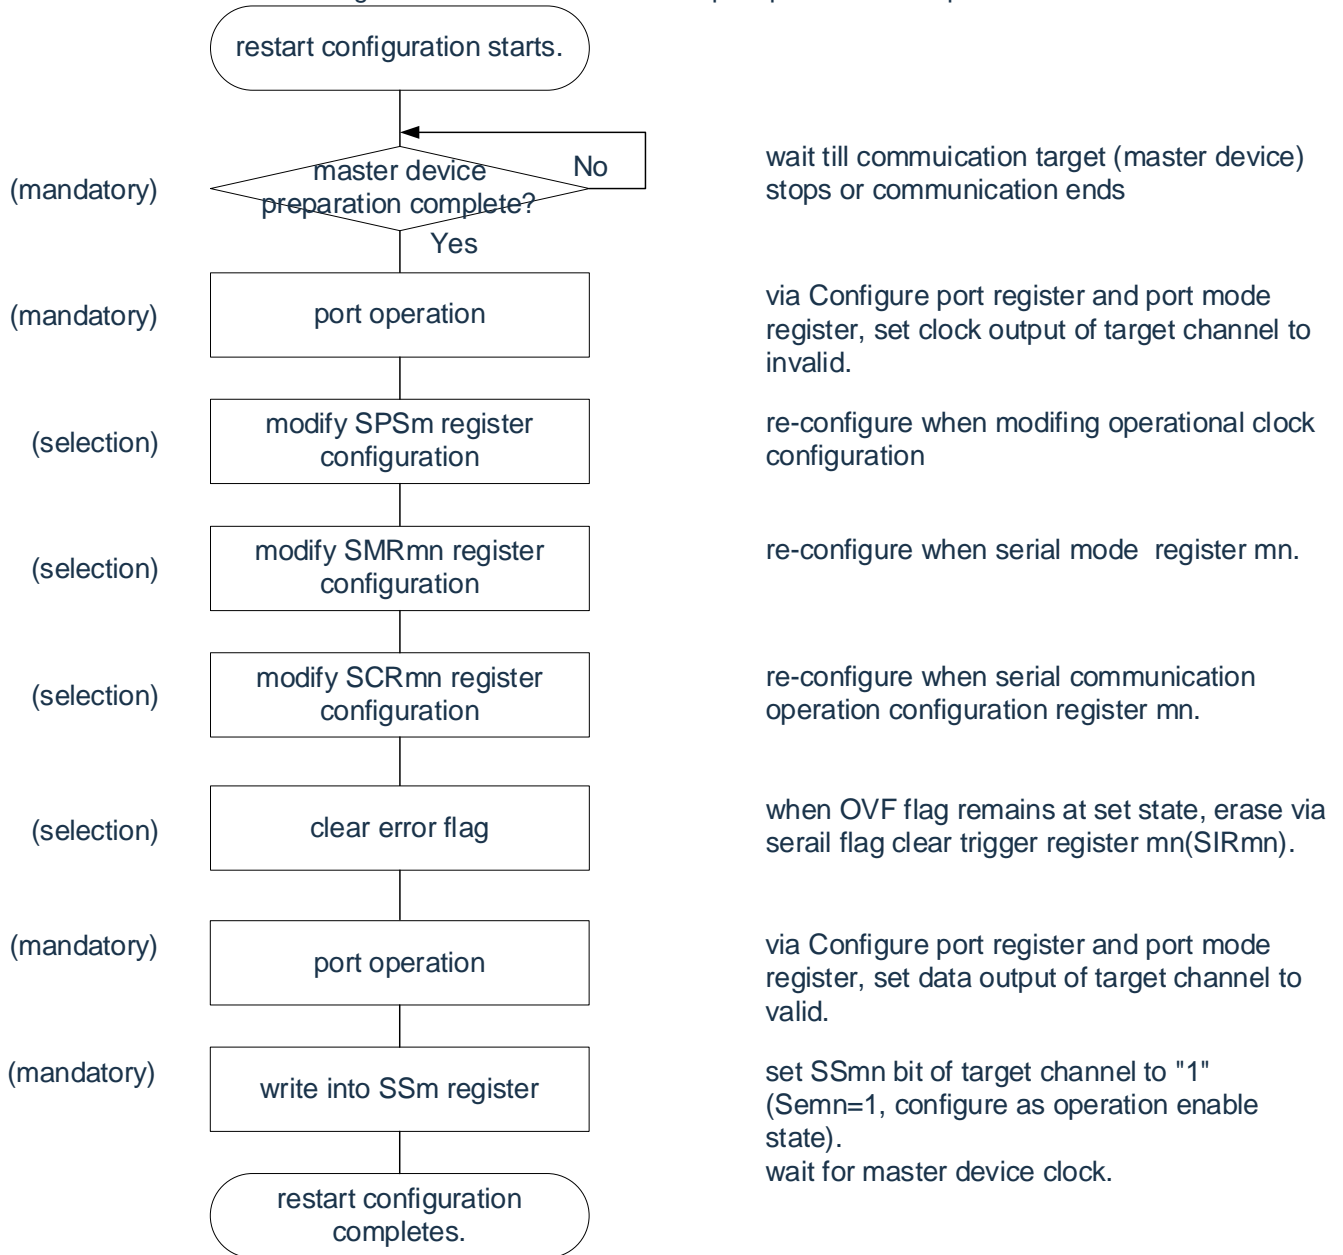 restart configuration starts.
(mandatory)
master device
preparation complete?
No
Yes
wait till commuication target (master device)
stops or communication ends
(mandatory)
port operation
via Configure port register and port mode
register, set clock output of target channel to
invalid.
(selection)
modify SPSm register
configuration
re-configure when modifing operational clock
configuration
(selection)
modify SMRmn register
configuration
re-configure when serial mode  register mn.
(selection)
modify SCRmn register
configuration
re-configure when serial communication
operation configuration register mn.
(selection)
clear error flag
when OVF flag remains at set state, erase via
serail flag clear trigger register mn(SIRmn).
(mandatory)
port operation
via Configure port register and port mode
register, set data output of target channel to
valid.
(mandatory)
write into SSm register
set SSmn bit of target channel to "1"
(Semn=1, configure as operation enable
state).
wait for master device clock.
restart configuration
completes.